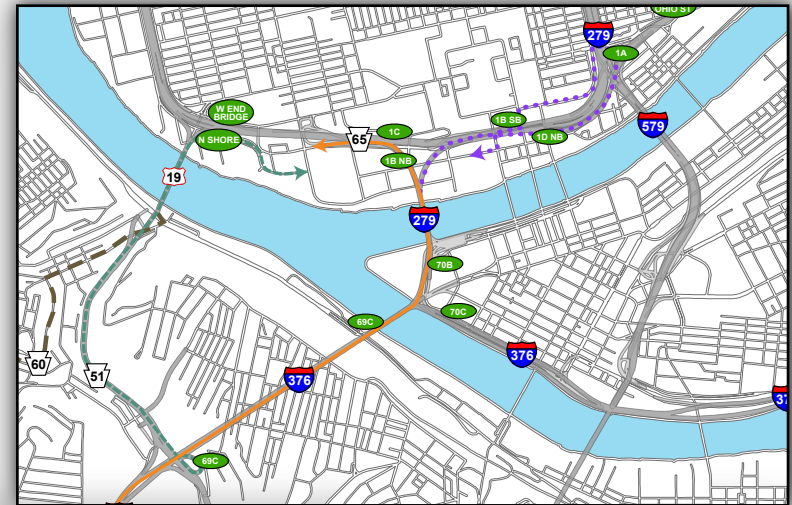 OHIO ST
279
1A
W END
BRIDGE
1B SB
579
1C
N SHORE
65
1D NB
1B NB
19
279
70B
70C
69C
376
60
51
376
37
69C